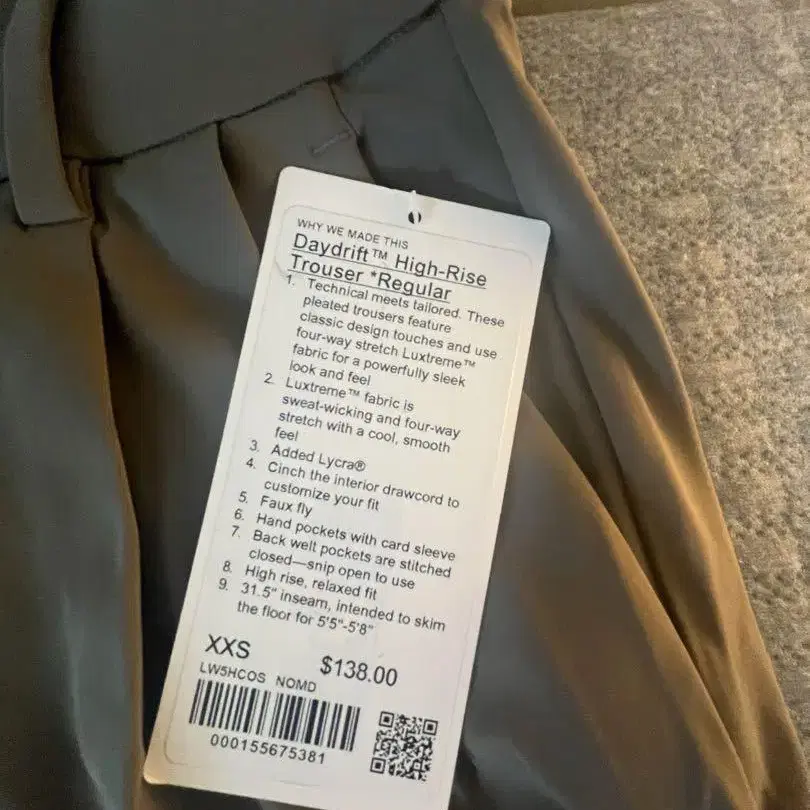 WHY WE MADE THIS
Daydrift™ High-Rise
Trouser *Regular
1. Technical meets tailored. These
pleated trousers feature
classic design touches and use
four-way stretch Luxtreme™
fabric for a powerfully sleek
look and feel
2. Luxtreme™ fabric is
sweat-wicking and four-way
stretch with a cool, smooth
feel
3. Added Lycra®
4. Cinch the interior drawcord to
customize your fit
5. Faux fly
6. Hand pockets with card sleeve
7. Back welt pockets are stitched
closed—snip open to use
8. High rise, relaxed fit
9. 31.5" inseam, intended to skim
the floor for 5'5"-5'8"
XXS $138.00
LW5HCOS NOMD
000155675381